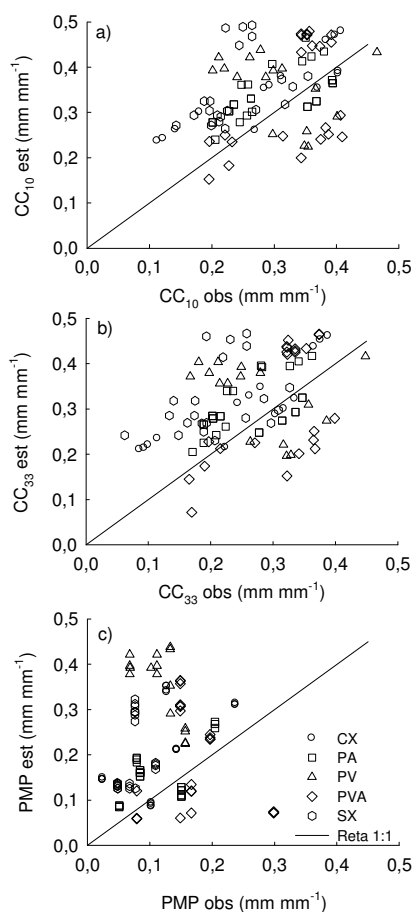 a)
CC10 est (mm mm-1)
0,5
0,4
0,3
0,2
0,1
0,0
0,0 0,1 0,2 0,3 0,4 0,5
CC10 obs (mm mm-1)
b)
CC33 est (mm mm-1)
0,5
0,4
0,3
0,2
0,1
0,0
0,0 0,1 0,2 0,3 0,4 0,5
CC33 obs (mm mm-1)
c)
PMP est (mm mm-1)
0,5
0,4
0,3
0,2
0,1
0,0
CX
PA
PV
PVA
SX
Reta 1:1
0,0 0,1 0,2 0,3 0,4 0,5
PMP obs (mm mm-1)